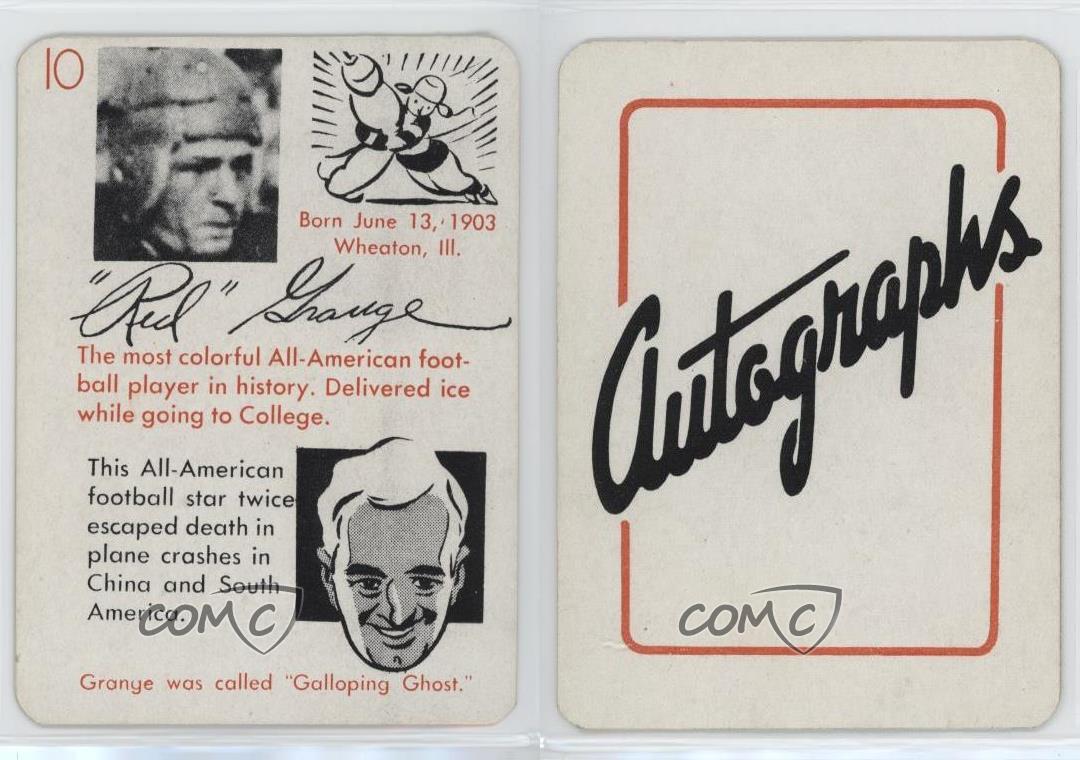 10
Born June 13, 1903
Wheaton, Ill.
"Red" Grange
The most colorful All-American foot-
ball player in history. Delivered ice
while going to College.
This All-American
football star twice
escaped death in
plane crashes in
China and South
America.
Granye was called "Galloping Ghost."
COMC
Autographs
COMC